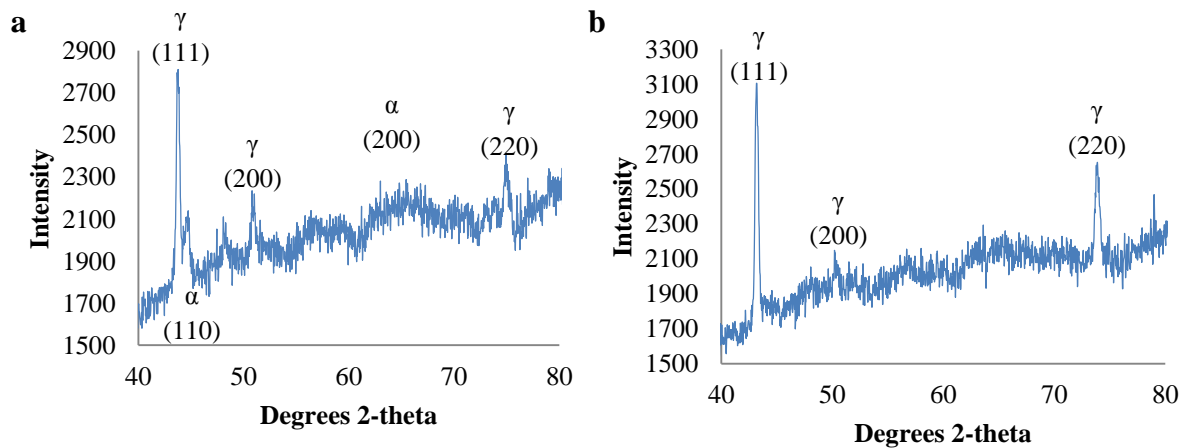 a
γ
(111)
γ
(200)
α
(200)
γ
(220)
α
(110)
2900
2700
2500
2300
2100
1900
1700
1500
Intensity
40 50 60 70 80
Degrees 2-theta
b
γ
(111)
γ
(200)
γ
(220)
3300
3100
2900
2700
2500
2300
2100
1900
1700
1500
Intensity
40 50 60 70 80
Degrees 2-theta